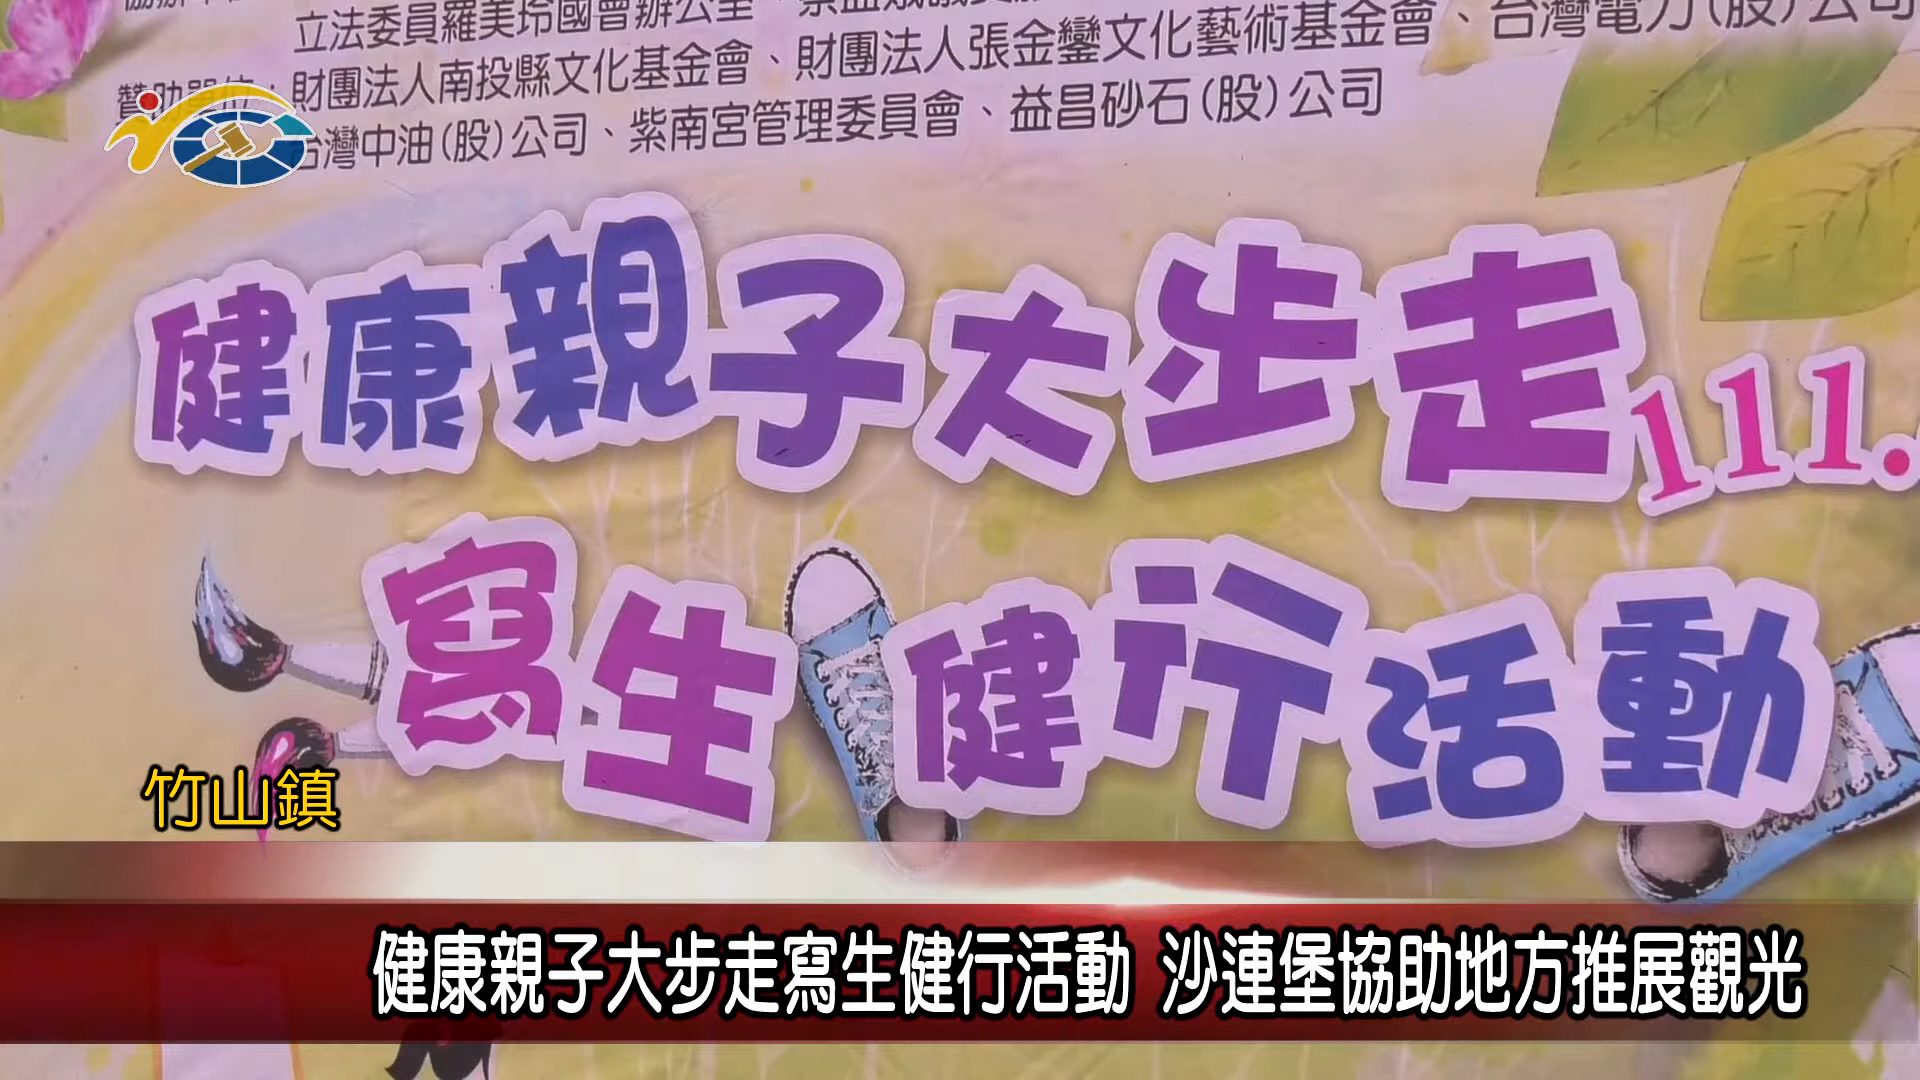 立法委員羅美玲國會辦公室、
財團法人南投縣文化基金會、財團法人張金鑾文化藝術基金會、台灣電力(股)公司
贊助單位：
台灣中油(股)公司、紫南宮管理委員會、益昌砂石(股)公司
健康親子大步走111.
寫生 健行活動
竹山鎮
健康親子大步走寫生健行活動 沙連堡協助地方推展觀光